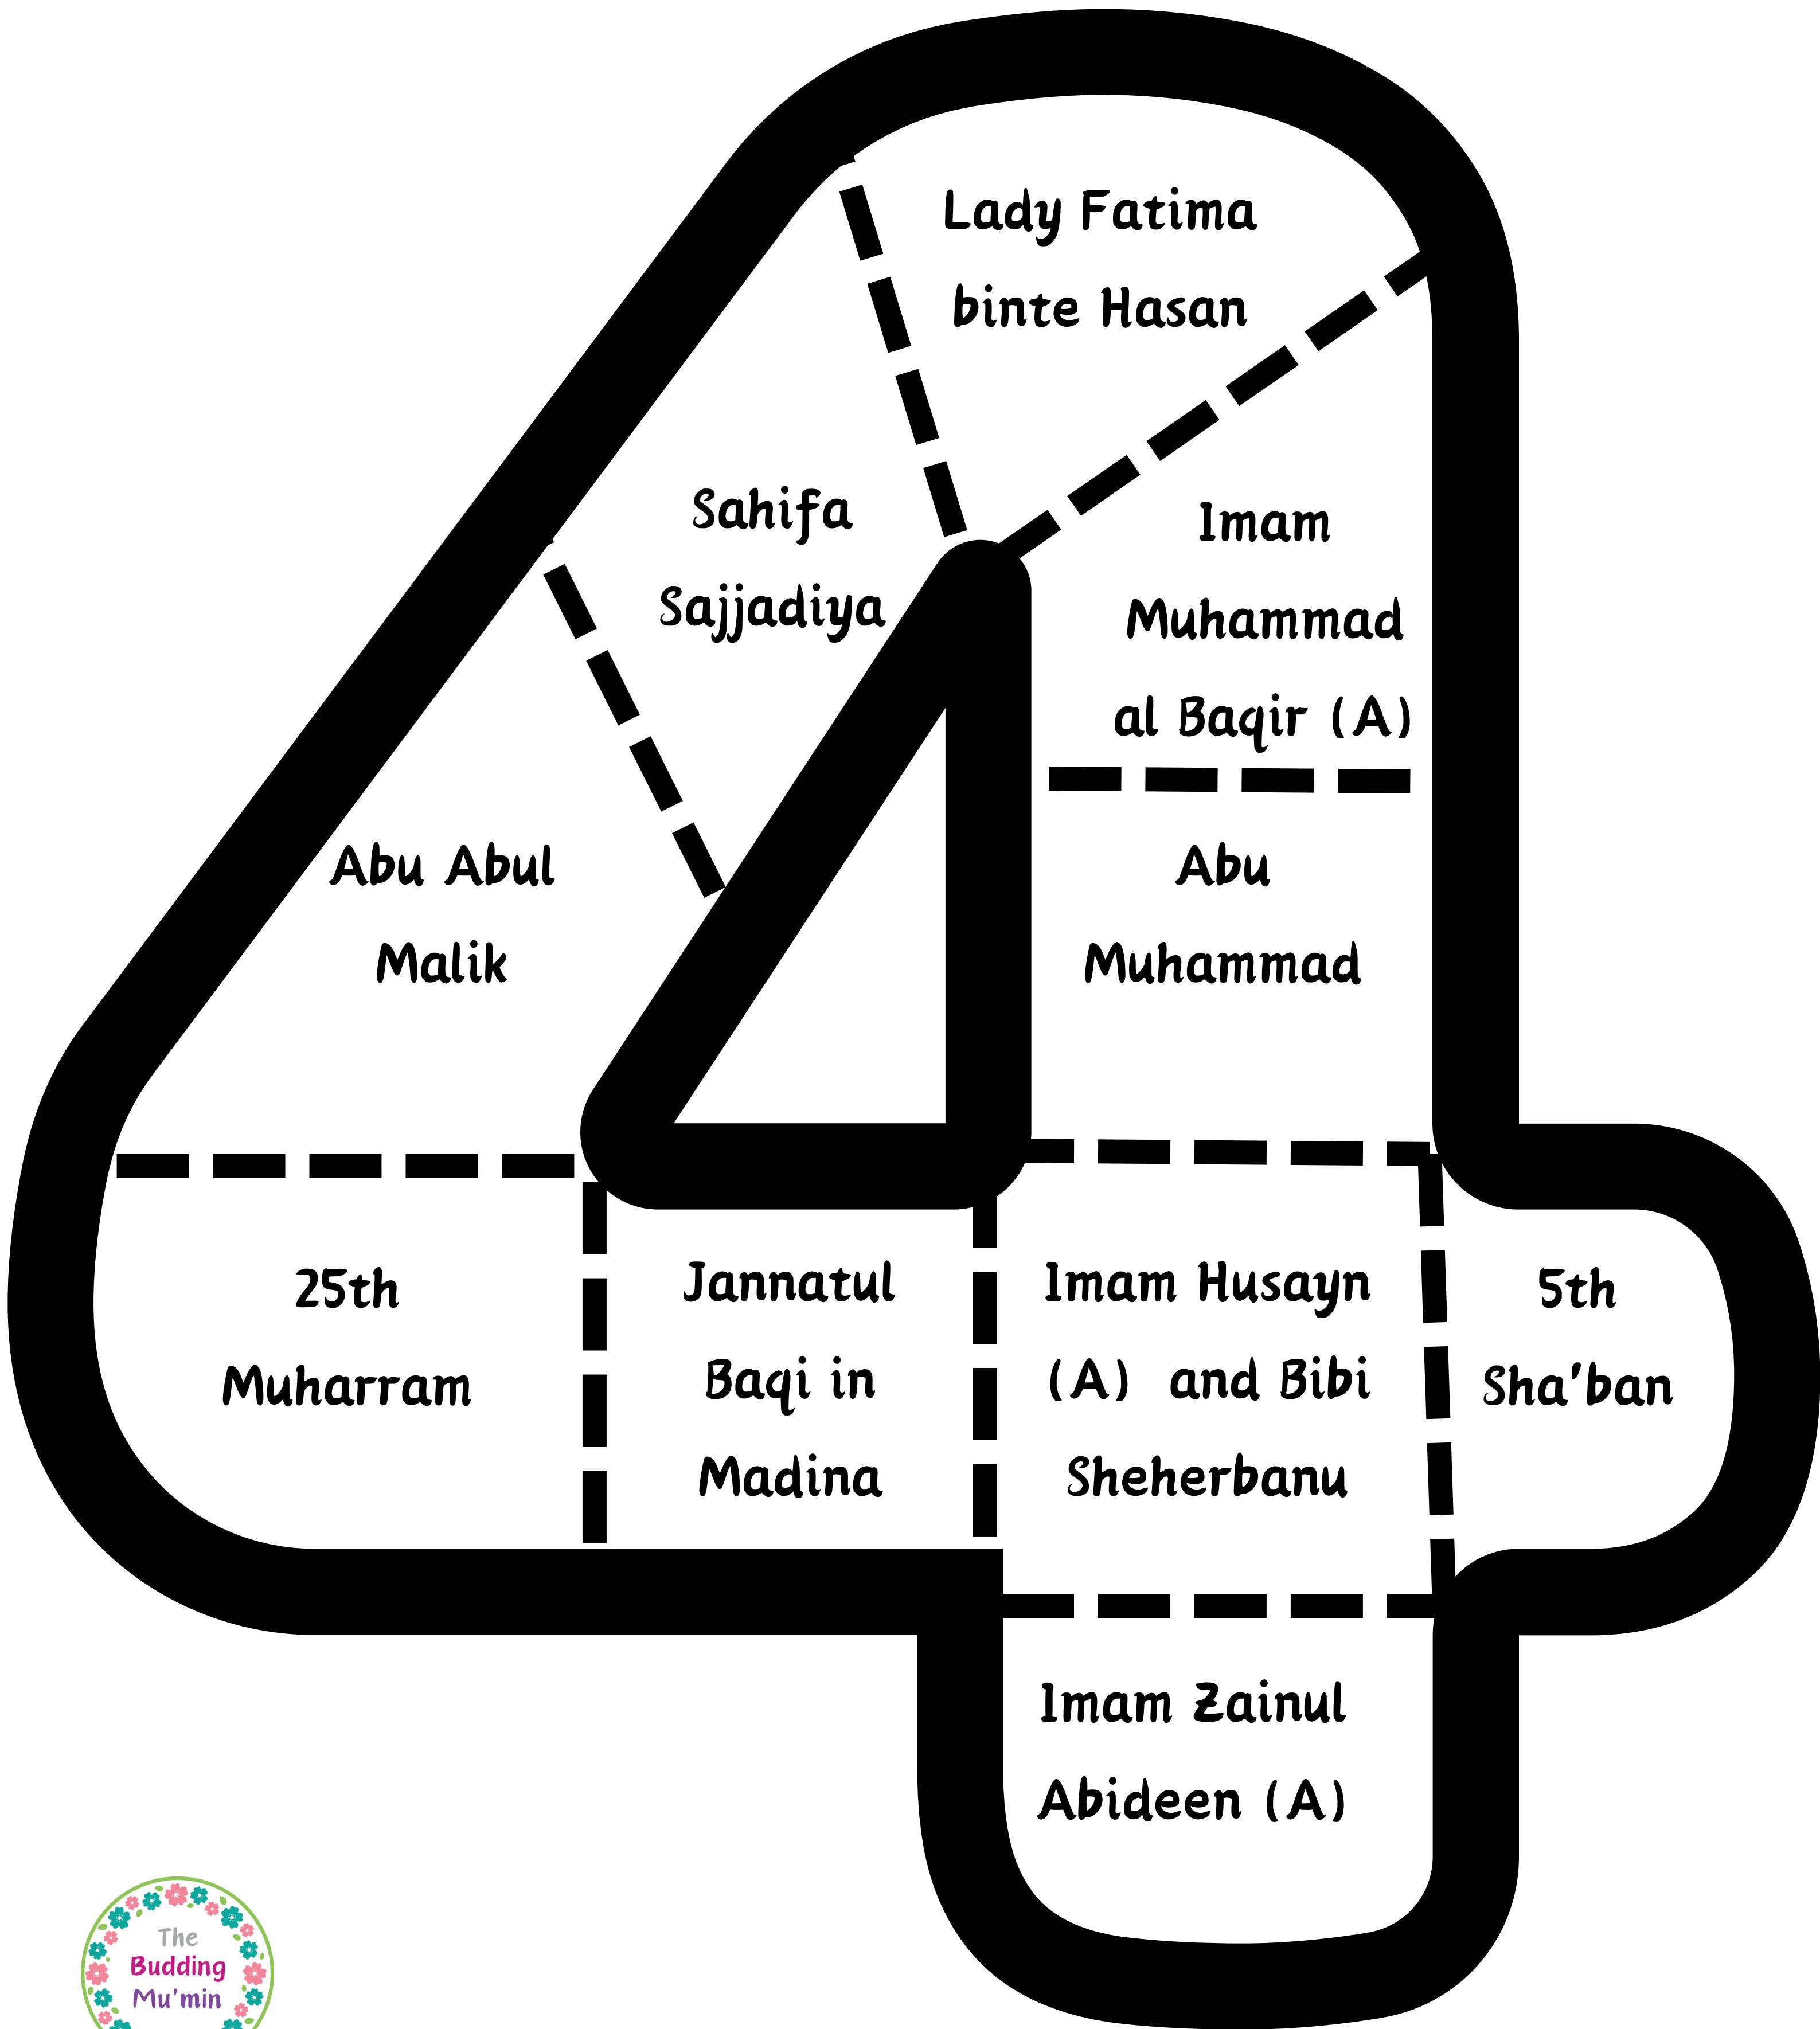 Lady Fatima
binte Hasan
Sahifa
Sajjadiya
Imam
Muhammad
al Baqir (A)
Abu Abul
Malik
Abu
Muhammad
25th
Muharram
Jannatul
Baqi in
Madina
Imam Husayn
(A) and Bibi
Sheherbanu
5th
Sha'ban
Imam Zainul
Abideen (A)
The
Budding
Mu'min